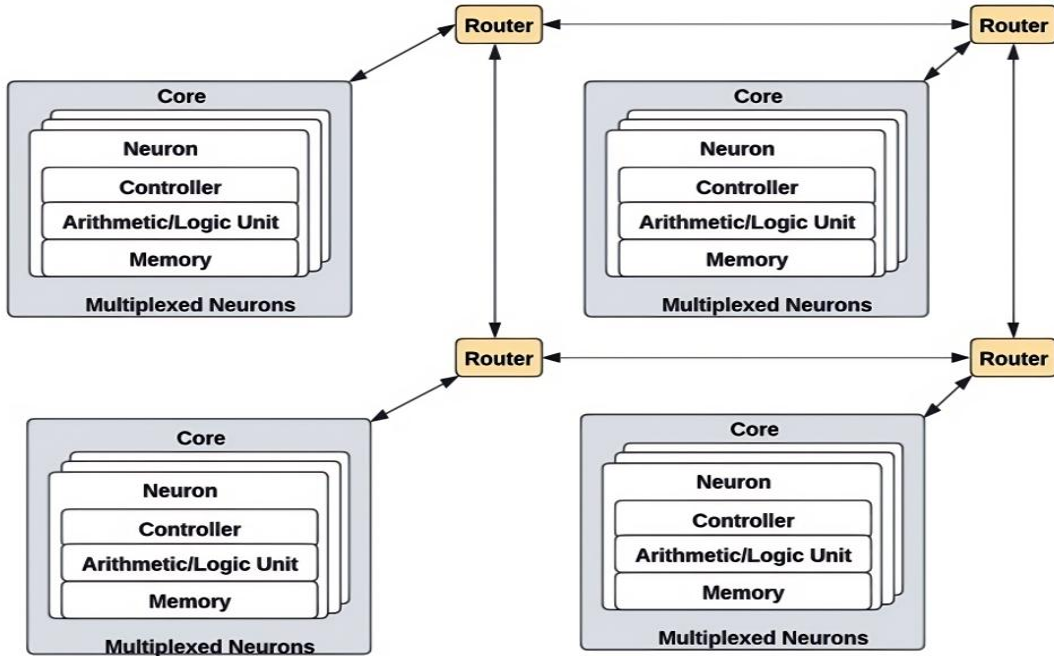 Router
Router
Core
Neuron
Controller
Arithmetic/Logic Unit
Memory
Multiplexed Neurons
Core
Neuron
Controller
Arithmetic/Logic Unit
Memory
Multiplexed Neurons
Router
Router
Core
Neuron
Controller
Arithmetic/Logic Unit
Memory
Multiplexed Neurons
Core
Neuron
Controller
Arithmetic/Logic Unit
Memory
Multiplexed Neurons